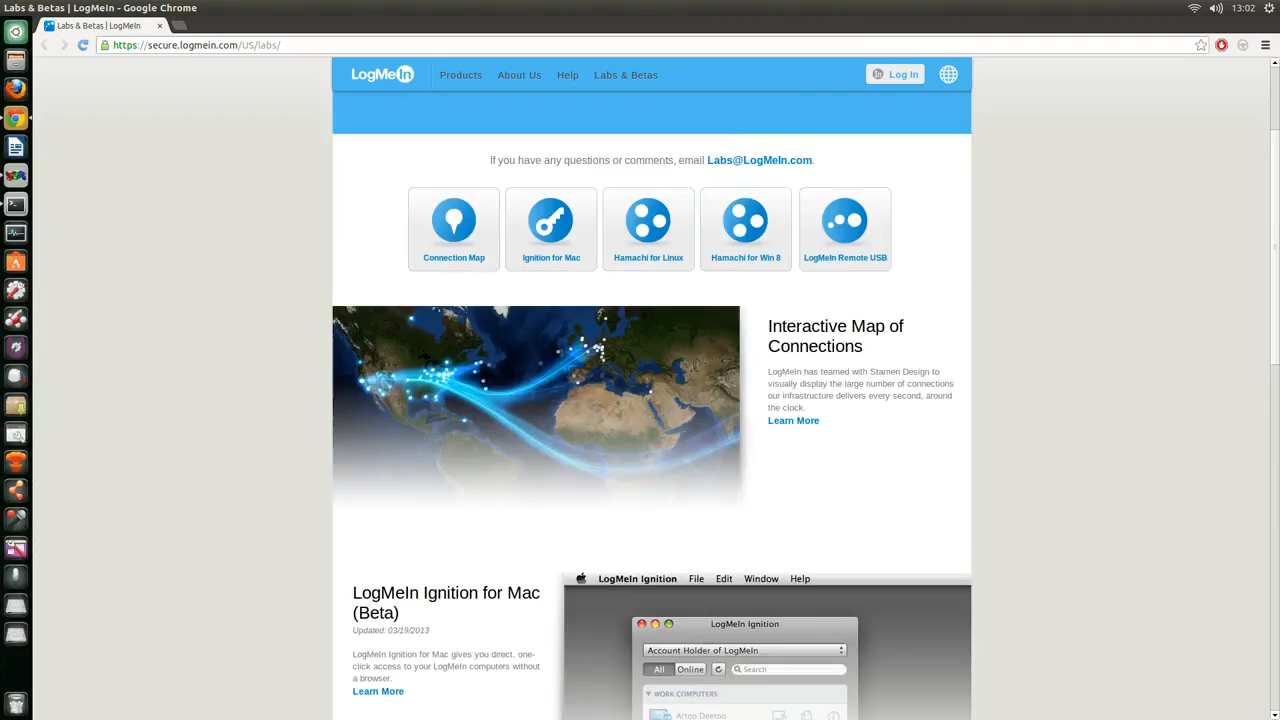 Labs & Betas | LogMeIn - Google Chrome
13:02
Labs & Betas | LogMeIn
https://secure.logmein.com/US/labs/
LogMeIn
Products
About Us
Help
Labs & Betas
in Log In
If you have any questions or comments, email Labs@LogMeIn.com.
Connection Map
Ignition for Mac
Hamachi for Linux
Hamachi for Win 8
LogMeIn Remote USB
Interactive Map of
Connections
LogMeIn has teamed with Stamen Design to
visually display the large number of connections
our infrastructure delivers every second, around
the clock.
Learn More
LogMeIn Ignition for Mac
(Beta)
Updated: 03/19/2013
LogMeIn Ignition for Mac gives you direct, one-
click access to your LogMeIn computers without
a browser.
Learn More
LogMeIn Ignition File Edit Window Help
LogMeIn Ignition
Account Holder of LogMeIn
All Online Search
WORK COMPUTERS
Artoo Deetoo